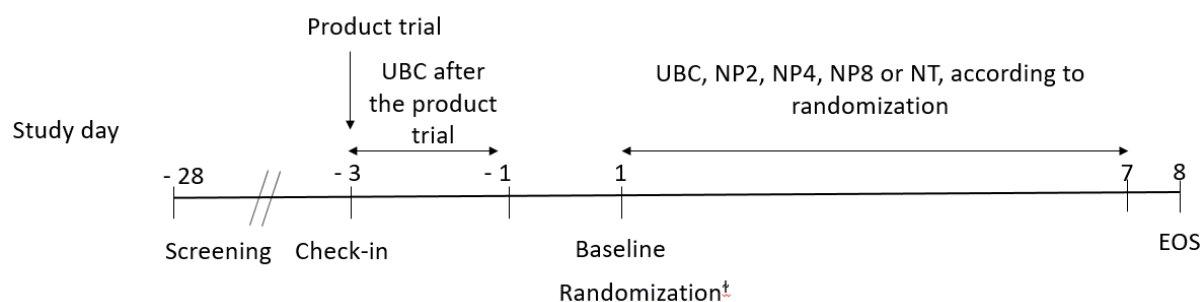 Product trial
UBC after
the product
trial
UBC, NP2, NP4, NP8 or NT, according to
randomization
Study day
- 28
- 3
- 1
1
7
8
Screening
Check-in
Baseline
EOS
Randomization‡